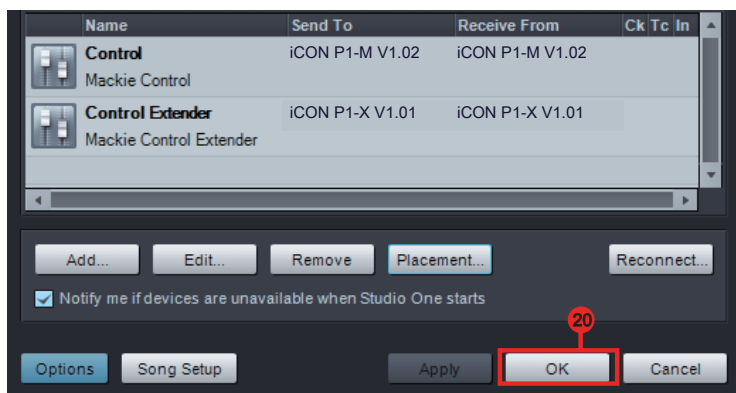 Name Send To Receive From Ck Tc In
Control iCON P1-M V1.02 iCON P1-M V1.02
Mackie Control
Control Extender iCON P1-X V1.01 iCON P1-X V1.01
Mackie Control Extender
Add... Edit... Remove Placement... Reconnect...
Notify me if devices are unavailable when Studio One starts
20
Options Song Setup Apply OK Cancel